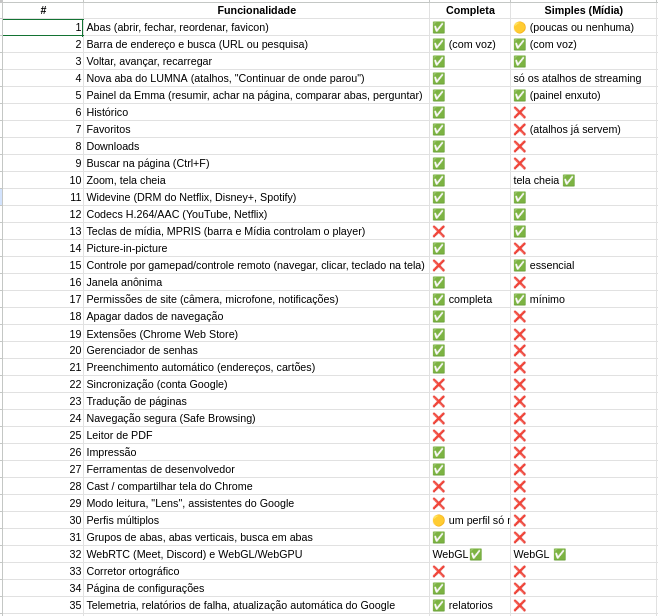 # Funcionalidade Completa Simples (Mídia)
1 Abas (abrir, fechar, reordenar, favicon) ✅ 🟡 (poucas ou nenhuma)
2 Barra de endereço e busca (URL ou pesquisa) ✅ (com voz) ✅ (com voz)
3 Voltar, avançar, recarregar ✅ ✅
4 Nova aba do LUMNA (atalhos, "Continuar de onde parou") ✅ só os atalhos de streaming
5 Painel da Emma (resumir, achar na página, comparar abas, perguntar) ✅ ✅ (painel enxuto)
6 Histórico ✅ ❌
7 Favoritos ✅ ❌ (atalhos já servem)
8 Downloads ✅ ❌
9 Buscar na página (Ctrl+F) ✅ ❌
10 Zoom, tela cheia ✅ tela cheia ✅
11 Widevine (DRM do Netflix, Disney+, Spotify) ✅ ✅
12 Codecs H.264/AAC (YouTube, Netflix) ✅ ✅
13 Teclas de mídia, MPRIS (barra e Mídia controlam o player) ❌ ✅
14 Picture-in-picture ✅ ❌
15 Controle por gamepad/controle remoto (navegar, clicar, teclado na tela) ❌ ✅ essencial
16 Janela anônima ✅ ❌
17 Permissões de site (câmera, microfone, notificações) ✅ completa ✅ mínimo
18 Apagar dados de navegação ✅ ❌
19 Extensões (Chrome Web Store) ✅ ❌
20 Gerenciador de senhas ✅ ❌
21 Preenchimento automático (endereços, cartões) ✅ ❌
22 Sincronização (conta Google) ❌ ❌
23 Tradução de páginas ❌ ❌
24 Navegação segura (Safe Browsing) ❌ ❌
25 Leitor de PDF ❌ ❌
26 Impressão ✅ ❌
27 Ferramentas de desenvolvedor ✅ ❌
28 Cast / compartilhar tela do Chrome ❌ ❌
29 Modo leitura, "Lens", assistentes do Google ❌ ❌
30 Perfis múltiplos 🟡 um perfil só ❌
31 Grupos de abas, abas verticais, busca em abas ✅ ❌
32 WebRTC (Meet, Discord) e WebGL/WebGPU WebGL✅ WebGL ✅
33 Corretor ortográfico ❌ ❌
34 Página de configurações ✅ ❌
35 Telemetria, relatórios de falha, atualização automática do Google ✅ relatorios ❌